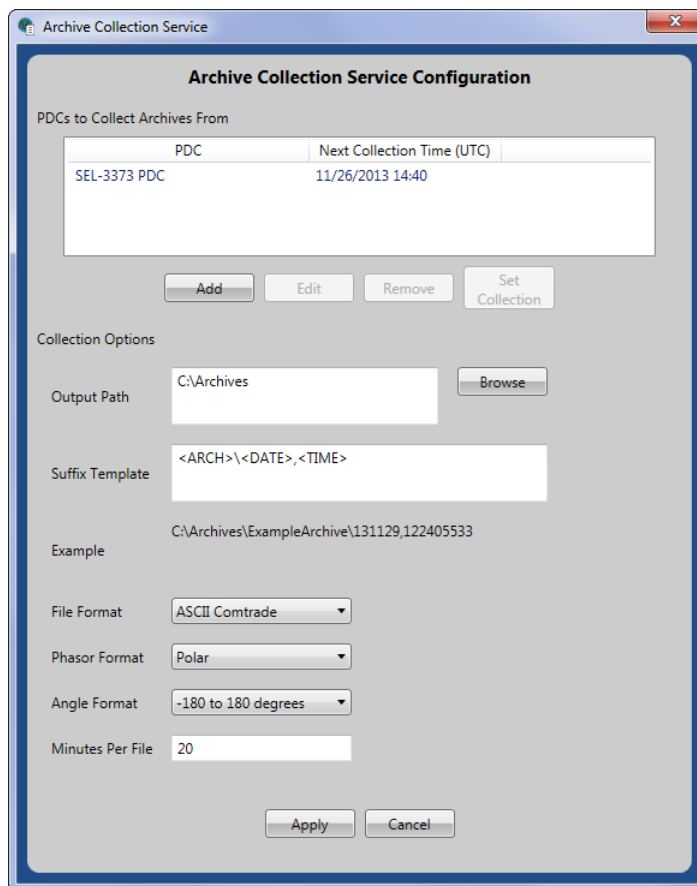 Archive Collection Service
Archive Collection Service Configuration
PDCs to Collect Archives From
PDC Next Collection Time (UTC)
SEL-3373 PDC 11/26/2013 14:40
Add Edit Remove Set Collection
Collection Options
Output Path C:\Archives Browse
Suffix Template <ARCH>\<DATE>,<TIME>
Example C:\Archives\ExampleArchive\131129,122405533
File Format ASCII Comtrade
Phasor Format Polar
Angle Format -180 to 180 degrees
Minutes Per File 20
Apply Cancel